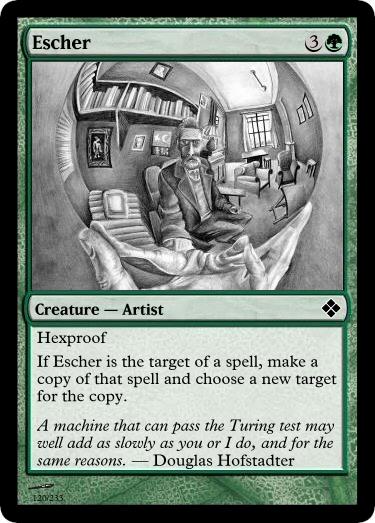 Escher 3
Creature — Artist
Hexproof
If Escher is the target of a spell, make a
copy of that spell and choose a new target
for the copy.
A machine that can pass the Turing test may
well add as slowly as you or I do, and for the
same reasons. — Douglas Hofstadter
120/235